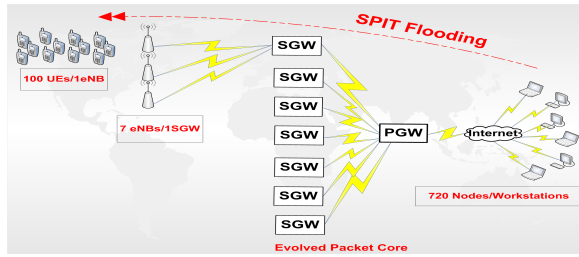 SPIT Flooding
100 UEs/1eNB
7 eNBs/1SGW
SGW
SGW
SGW
SGW
SGW
SGW
SGW
PGW
Internet
720 Nodes/Workstations
Evolved Packet Core